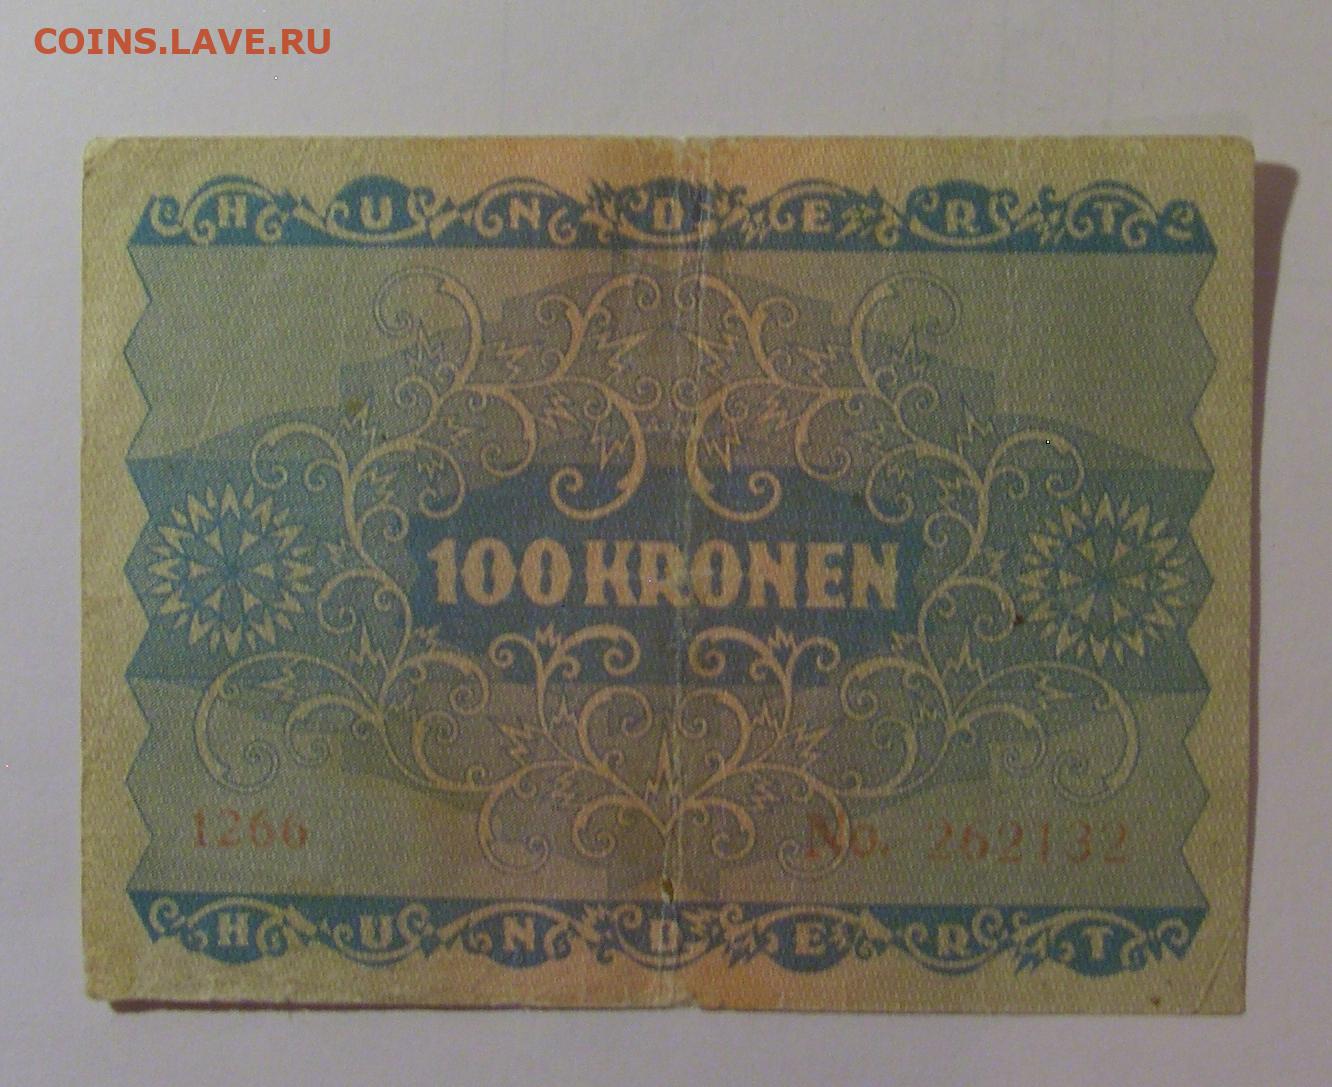 COINS.LAVE.RU
HUNDERT
100 KRONEN
1266 No. 262132
HUNDERT